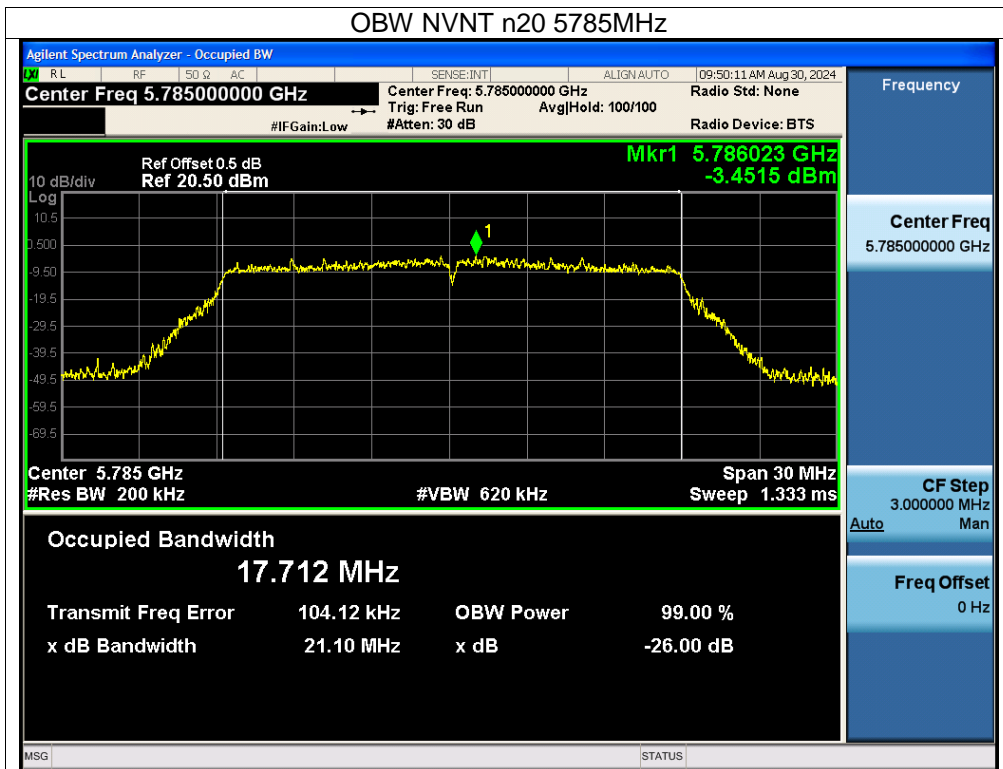 OBW NVNT n20 5785MHz
Agilent Spectrum Analyzer - Occupied BW
LXI RL RF 50 Ω AC SENSE:INT ALIGN AUTO 09:50:11 AM Aug 30, 2024
Center Freq 5.785000000 GHz
Center Freq: 5.785000000 GHz
Radio Std: None
Trig: Free Run Avg|Hold: 100/100
#IFGain:Low #Atten: 30 dB Radio Device: BTS
Frequency
Mkr1 5.786023 GHz
-3.4515 dBm
Ref Offset 0.5 dB
10 dB/div Ref 20.50 dBm
Log
10.5
0.500
-9.50
-19.5
-29.5
-39.5
-49.5
-59.5
-69.5
1
Center 5.785 GHz Span 30 MHz
#Res BW 200 kHz #VBW 620 kHz Sweep 1.333 ms
Center Freq
5.785000000 GHz
CF Step
3.000000 MHz
Auto Man
Freq Offset
0 Hz
Occupied Bandwidth
17.712 MHz
Transmit Freq Error 104.12 kHz OBW Power 99.00 %
x dB Bandwidth 21.10 MHz x dB -26.00 dB
MSG STATUS